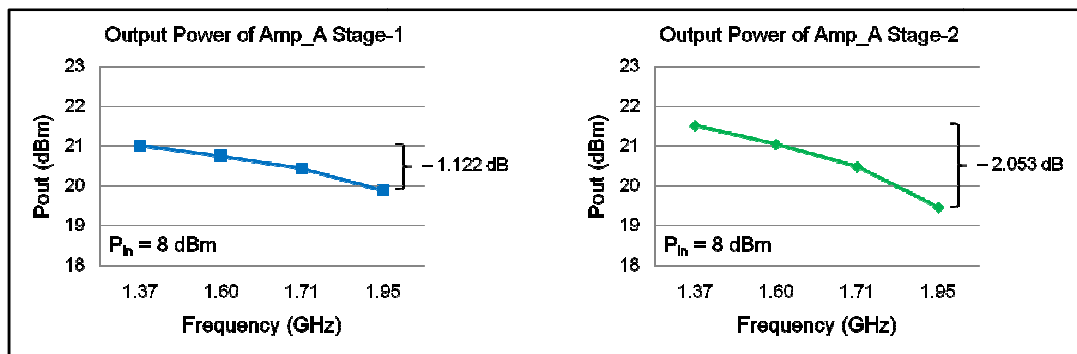 Output Power of Amp_A Stage-1
23
22
21
20
19
18
Pout (dBm)
– 1.122 dB
Pin = 8 dBm
1.37 1.60 1.71 1.95
Frequency (GHz)
Output Power of Amp_A Stage-2
23
22
21
20
19
18
Pout (dBm)
– 2.053 dB
Pin = 8 dBm
1.37 1.60 1.71 1.95
Frequency (GHz)